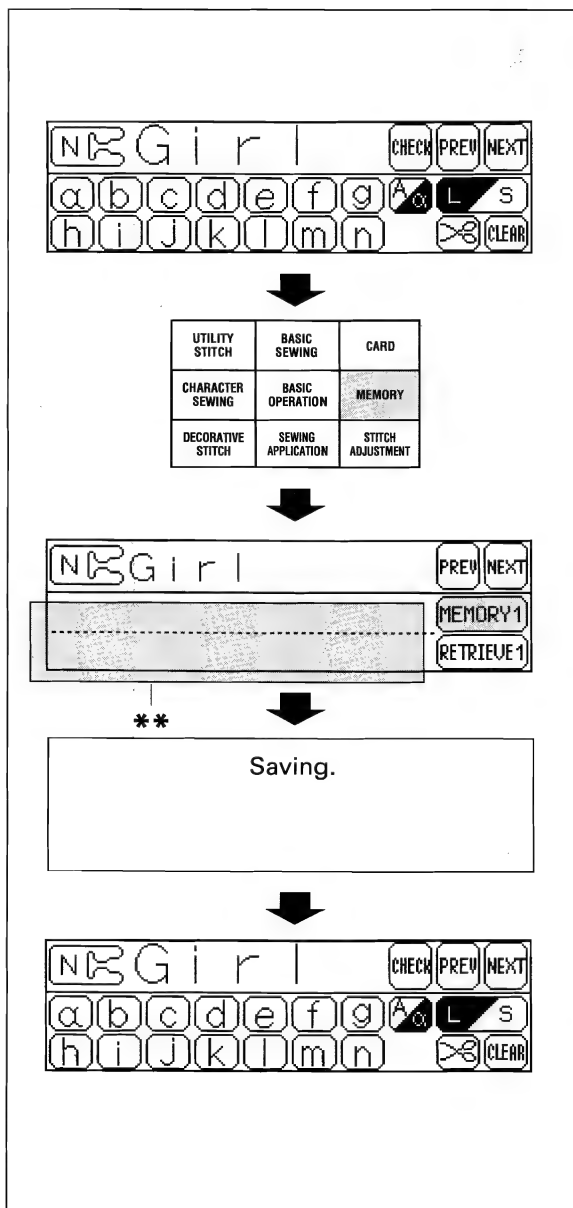 N Girl CHECK PREV NEXT
a b c d e f g A a L S
h i j k l m n CLEAR
UTILITY STITCH BASIC SEWING CARD
CHARACTER SEWING BASIC OPERATION MEMORY
DECORATIVE STITCH SEWING APPLICATION STITCH ADJUSTMENT
N Girl PREV NEXT
MEMORY1
RETRIEVE1
**
Saving.
N Girl CHECK PREV NEXT
a b c d e f g A a L S
h i j k l m n CLEAR